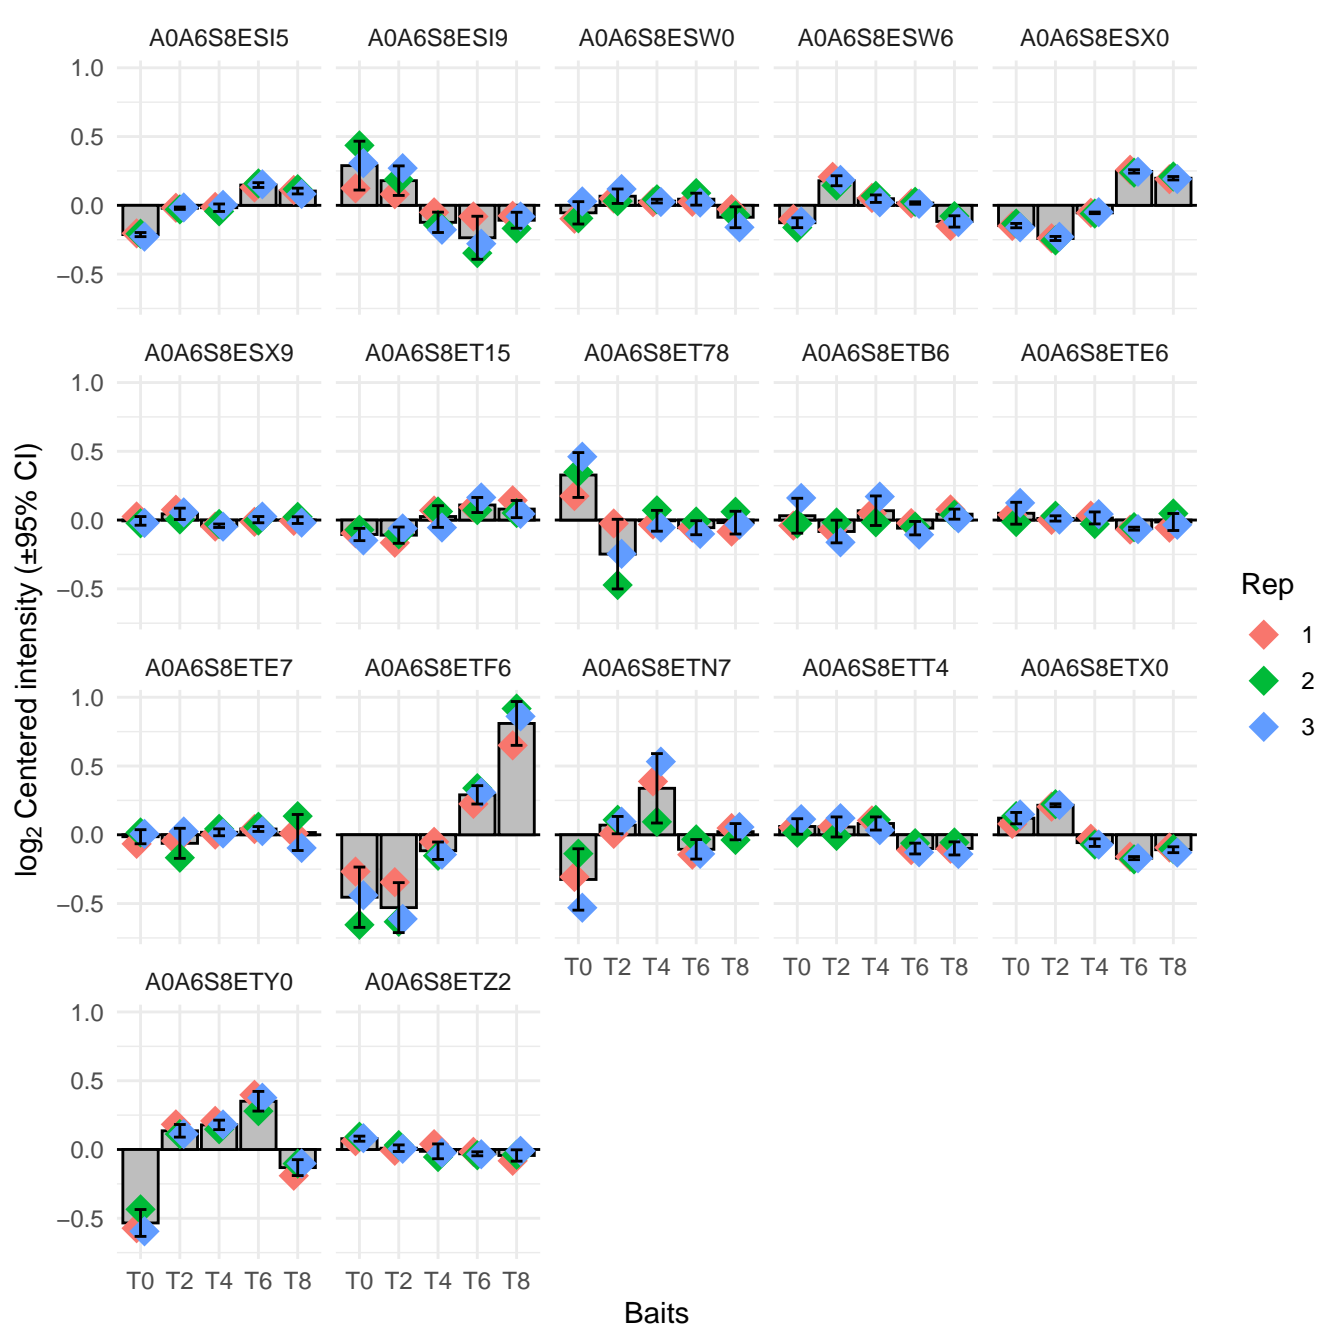 A0A6S8ESI5 A0A6S8ESI9 A0A6S8ESW0 A0A6S8ESW6 A0A6S8ESX0
1.0
0.5
0.0
−0.5
A0A6S8ESX9 A0A6S8ET15 A0A6S8ET78 A0A6S8ETB6 A0A6S8ETE6
1.0
0.5
0.0
−0.5
A0A6S8ETE7 A0A6S8ETF6 A0A6S8ETN7 A0A6S8ETT4 A0A6S8ETX0
1.0
0.5
0.0
−0.5
T0 T2 T4 T6 T8 T0 T2 T4 T6 T8 T0 T2 T4 T6 T8
A0A6S8ETY0 A0A6S8ETZ2
1.0
0.5
0.0
−0.5
T0 T2 T4 T6 T8 T0 T2 T4 T6 T8
Baits
log₂ Centered intensity (±95% CI)
Rep
1
2
3